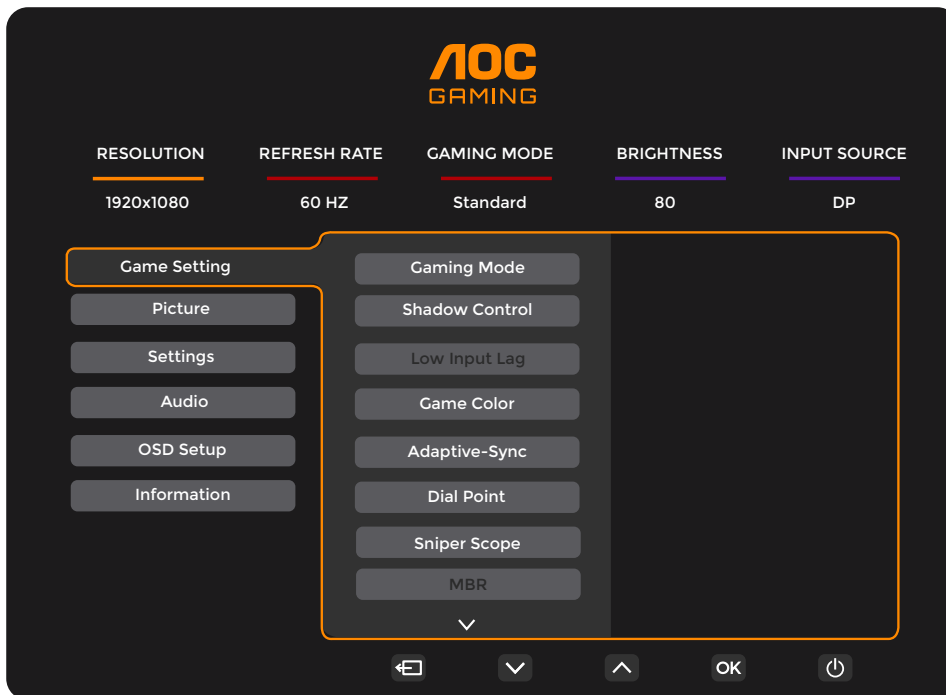 AOC
GAMING
RESOLUTION REFRESH RATE GAMING MODE BRIGHTNESS INPUT SOURCE
1920x1080 60 HZ Standard 80 DP
Game Setting
Picture
Settings
Audio
OSD Setup
Information
Gaming Mode
Shadow Control
Low Input Lag
Game Color
Adaptive-Sync
Dial Point
Sniper Scope
MBR
OK